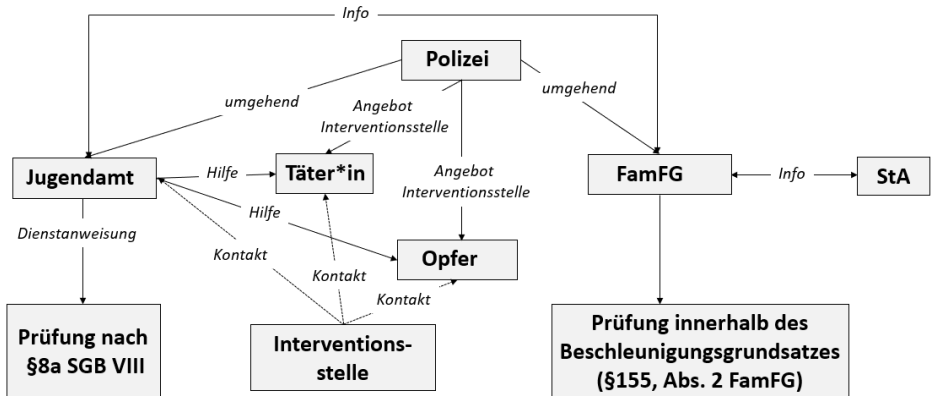 Info
Polizei
umgehend
umgehend
Angebot
Interventionsstelle
Jugendamt
Hilfe
Täter*in
Angebot
Interventionsstelle
FamFG
Info
StA
Hilfe
Dienstanweisung
Kontakt
Opfer
Kontakt
Kontakt
Prüfung nach
§8a SGB VIII
Interventions-
stelle
Prüfung innerhalb des
Beschleunigungsgrundsatzes
(§155, Abs. 2 FamFG)